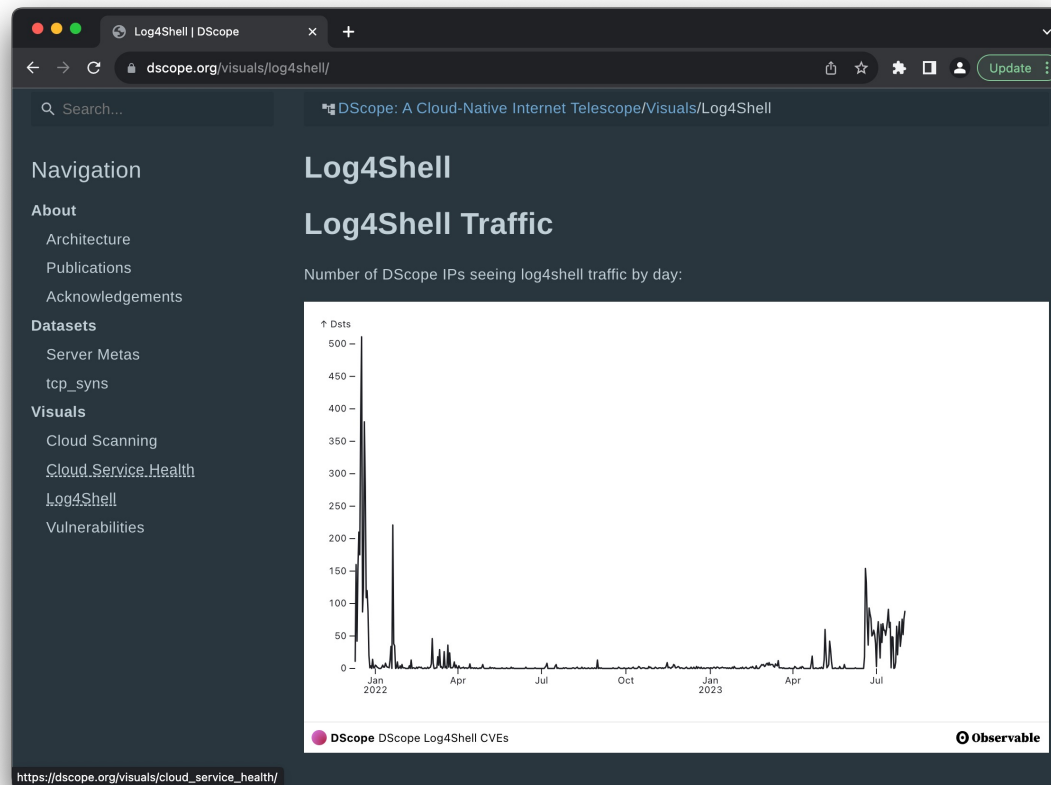 Log4Shell | DScope
dscope.org/visuals/log4shell/
Update
Search...
DScope: A Cloud-Native Internet Telescope/Visuals/Log4Shell
Navigation
About
Architecture
Publications
Acknowledgements
Datasets
Server Metas
tcp_syns
Visuals
Cloud Scanning
Cloud Service Health
Log4Shell
Vulnerabilities
Log4Shell
Log4Shell Traffic
Number of DScope IPs seeing log4shell traffic by day:
↑ Dsts
500
450
400
350
300
250
200
150
100
50
0
Jan Apr Jul Oct Jan Apr Jul
2022 2023
DScope DScope Log4Shell CVEs
Observable
https://dscope.org/visuals/cloud_service_health/